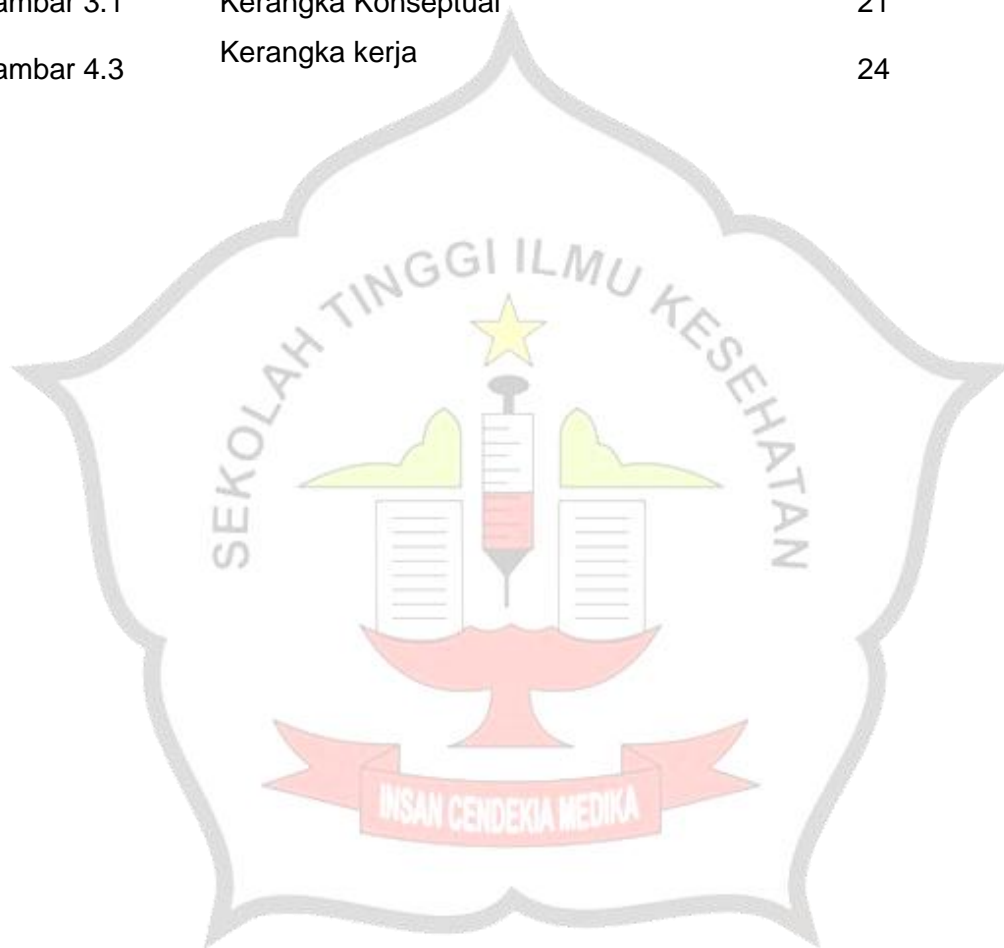 ambar 3.1 Kerangka Konseptual 21
Kerangka kerja
ambar 4.3 24
SEKOLAH TINGGI ILMU KESEHATAN
INSAN CENDEKIA MEDIKA